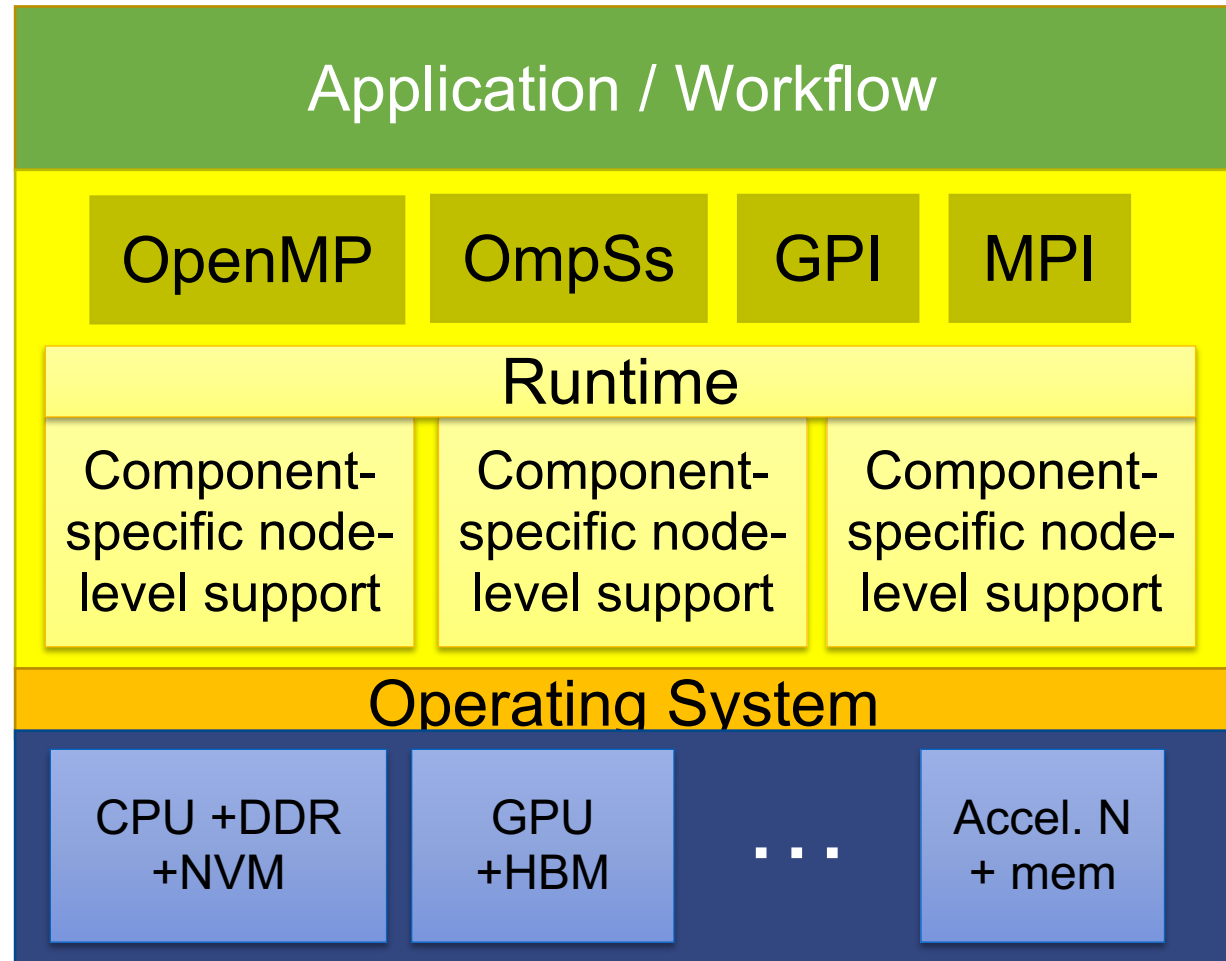 Application / Workflow
OpenMP
OmpSs
GPI
MPI
Runtime
Component-
specific node-
level support
Component-
specific node-
level support
Component-
specific node-
level support
Operating System
CPU +DDR
+NVM
GPU
+HBM
...
Accel. N
+ mem